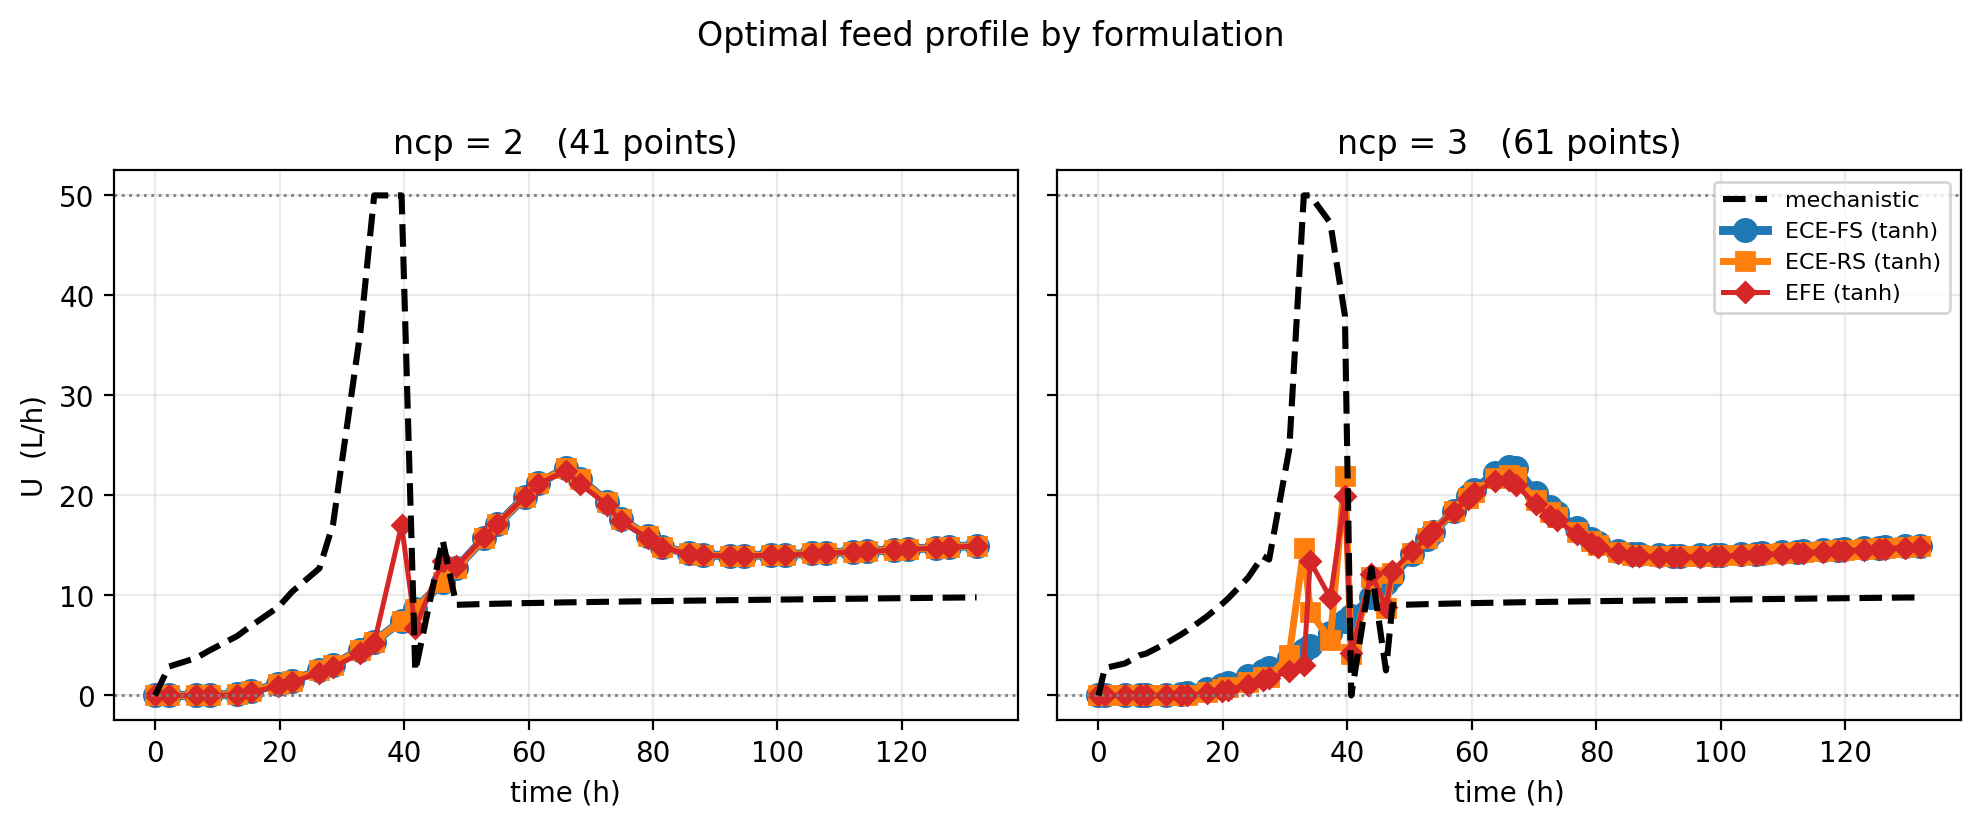 Optimal feed profile by formulation
ncp = 2   (41 points)
ncp = 3   (61 points)
U (L/h)
50
40
30
20
10
0
0 20 40 60 80 100 120
time (h)
mechanistic
ECE-FS (tanh)
ECE-RS (tanh)
EFE (tanh)
0 20 40 60 80 100 120
time (h)